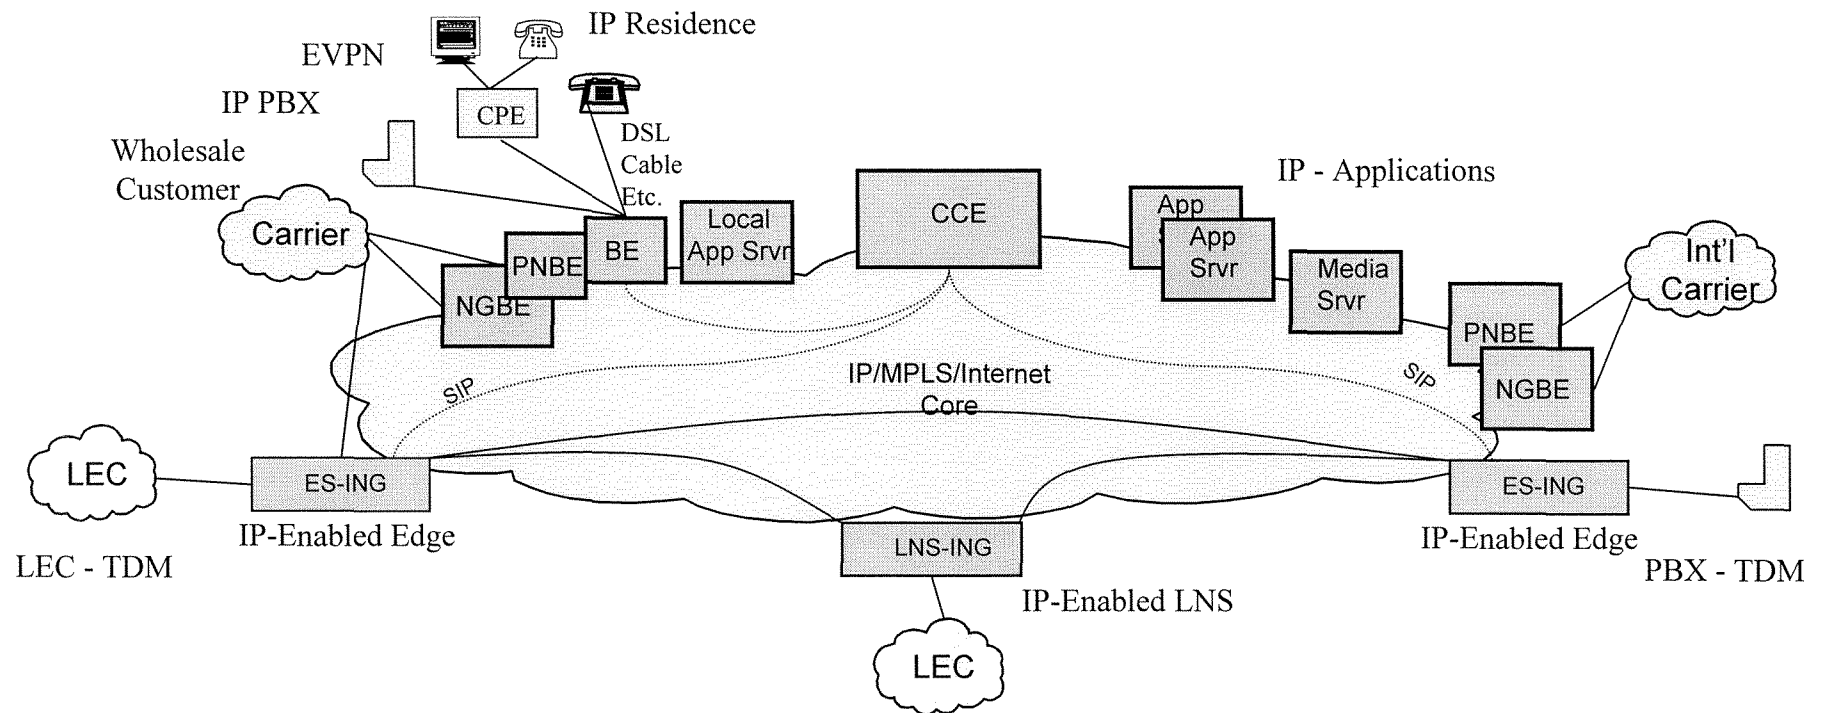 IP Residence
EVPN
IP PBX
CPE
DSL
Cable
Etc.
Wholesale
Customer
Carrier
NGBE
PNBE
BE
Local
App Srvr
CCE
App
App
Srvr
IP - Applications
Media
Srvr
PNBE
NGBE
Int'l
Carrier
SIP
IP/MPLS/Internet
Core
SIP
LEC
ES-ING
IP-Enabled Edge
LEC - TDM
LNS-ING
IP-Enabled LNS
LEC
ES-ING
IP-Enabled Edge
PBX - TDM